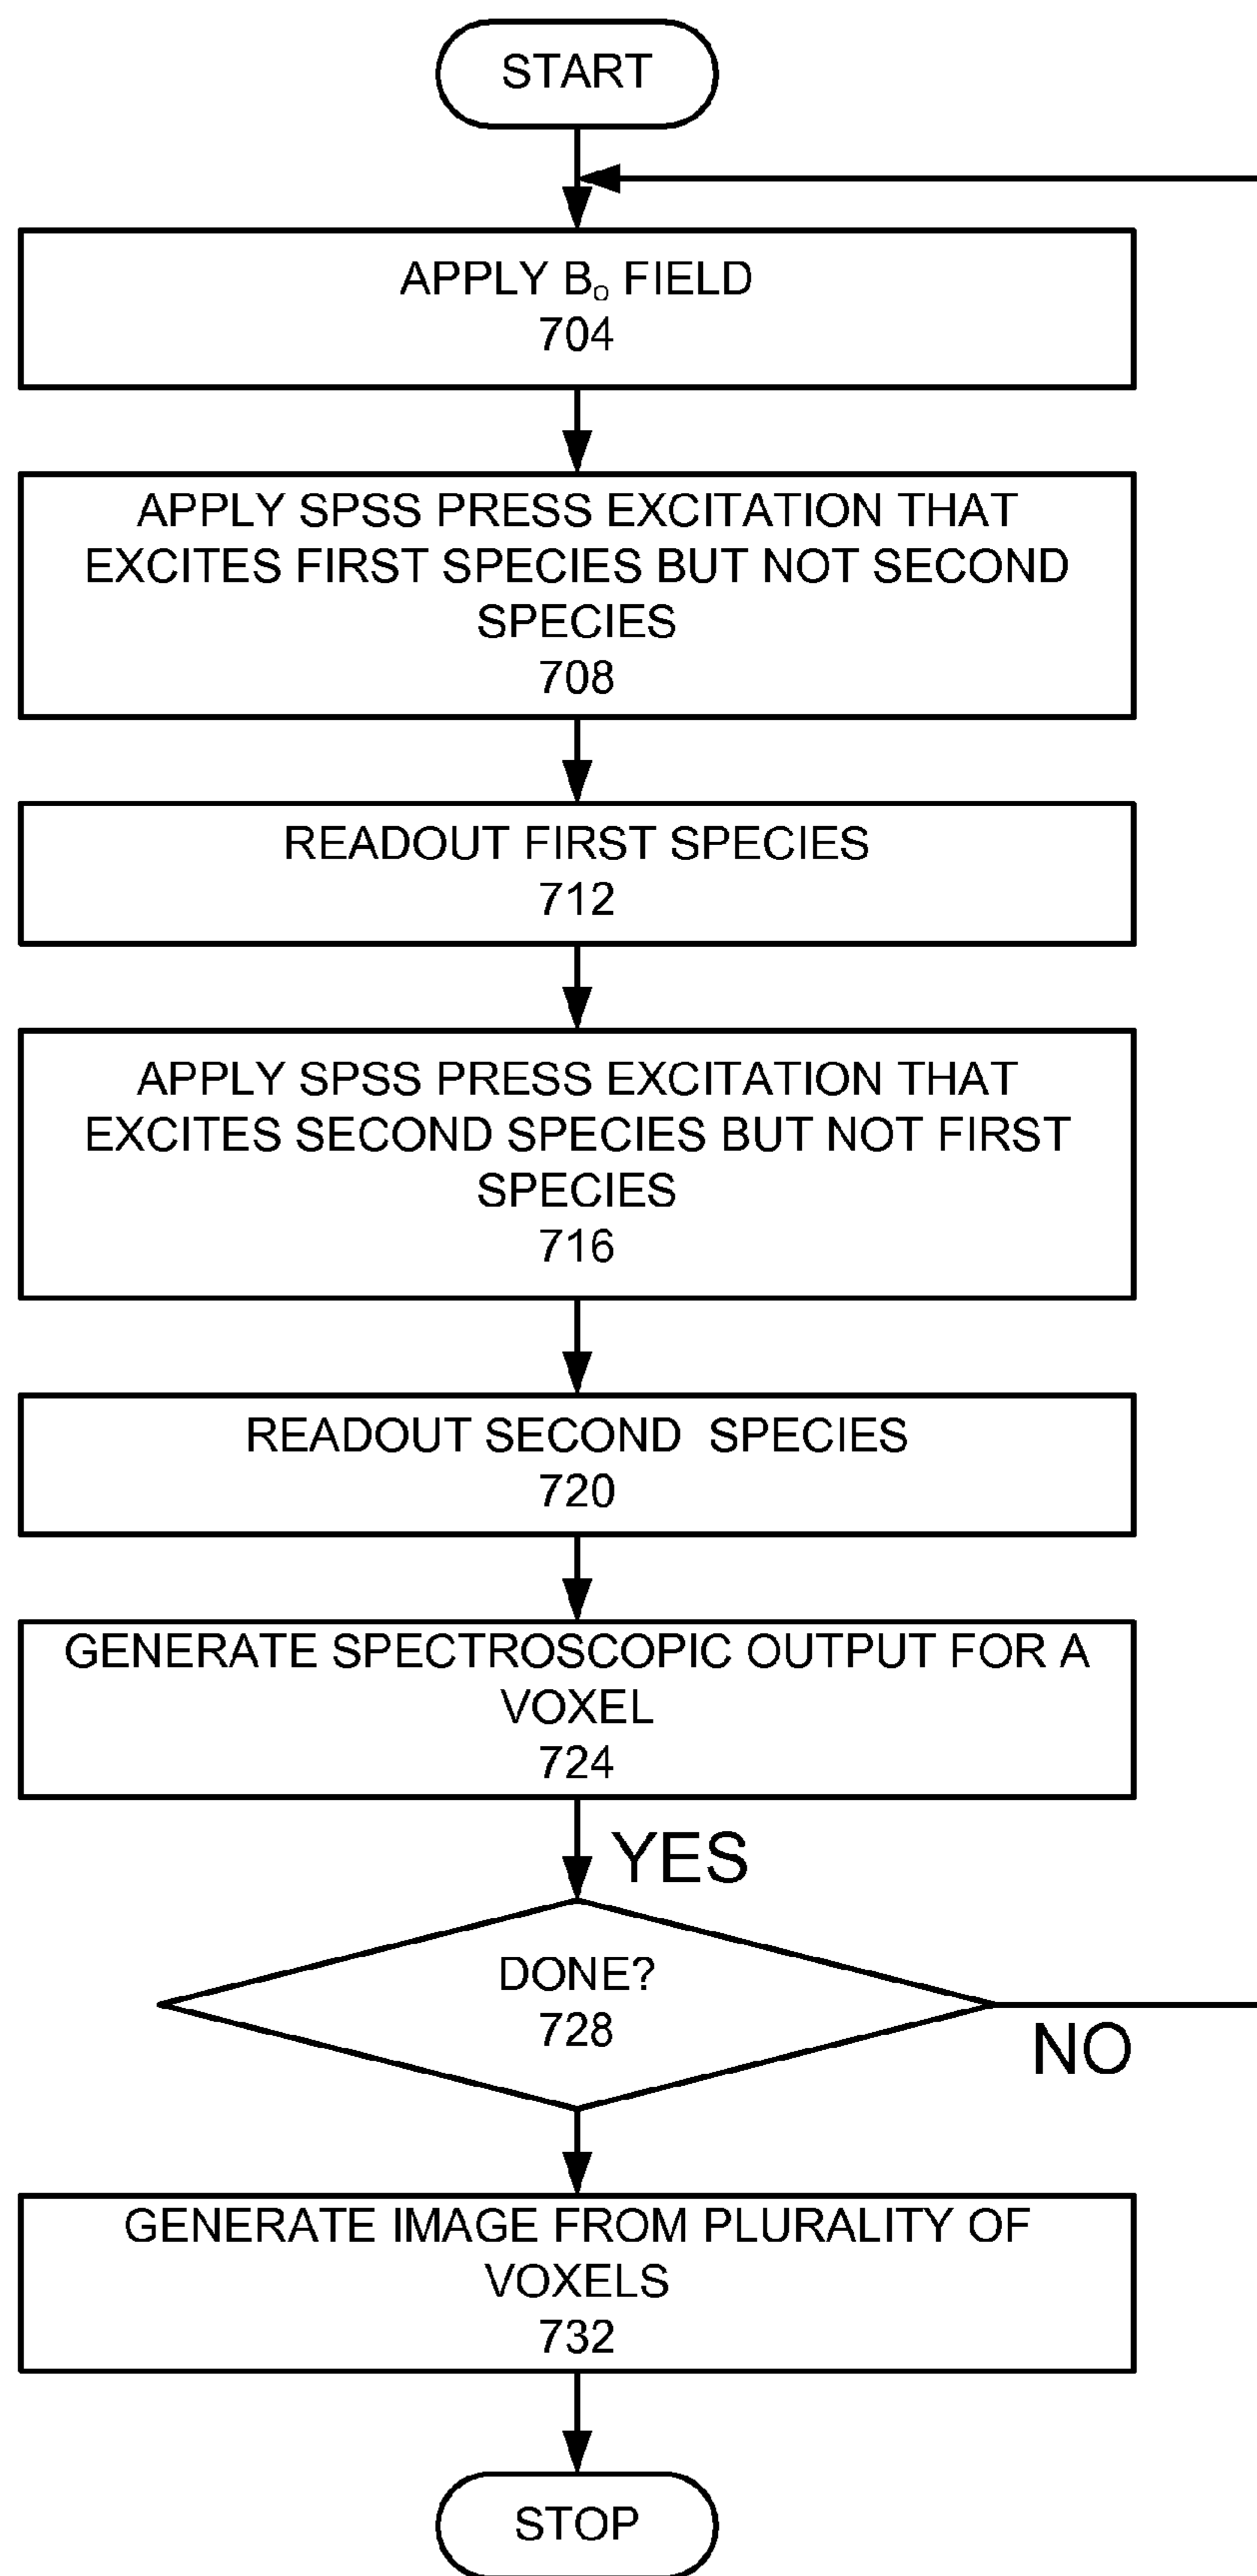 START
APPLY Bo FIELD
704
APPLY SPSS PRESS EXCITATION THAT
EXCITES FIRST SPECIES BUT NOT SECOND
SPECIES
708
READOUT FIRST SPECIES
712
APPLY SPSS PRESS EXCITATION THAT
EXCITES SECOND SPECIES BUT NOT FIRST
SPECIES
716
READOUT SECOND  SPECIES
720
GENERATE SPECTROSCOPIC OUTPUT FOR A
VOXEL
724
YES
DONE?
728
NO
GENERATE IMAGE FROM PLURALITY OF
VOXELS
732
STOP